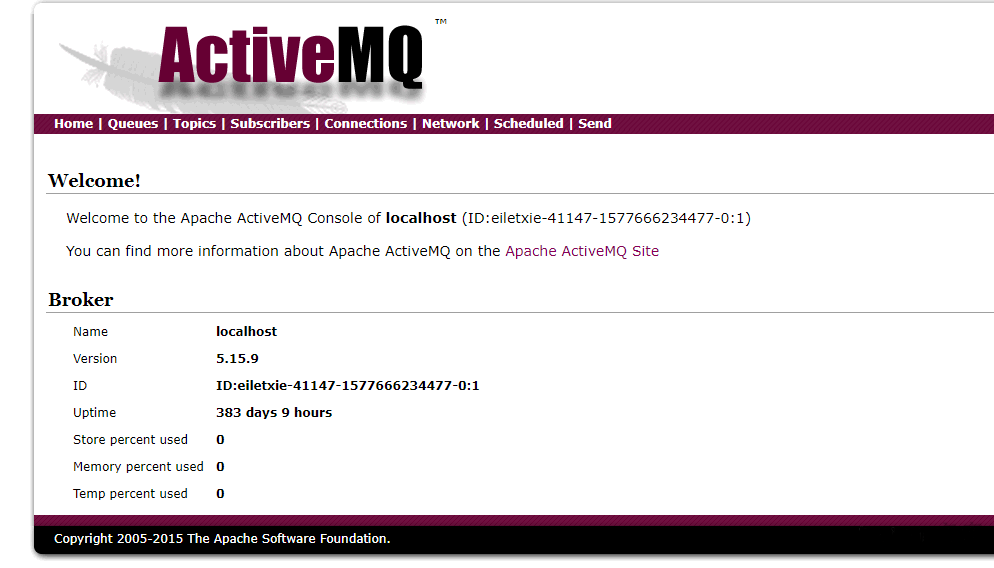 ActiveMQ ™
Home | Queues | Topics | Subscribers | Connections | Network | Scheduled | Send
Welcome!
Welcome to the Apache ActiveMQ Console of localhost (ID:eiletxie-41147-1577666234477-0:1)
You can find more information about Apache ActiveMQ on the Apache ActiveMQ Site
Broker
Name localhost
Version 5.15.9
ID ID:eiletxie-41147-1577666234477-0:1
Uptime 383 days 9 hours
Store percent used 0
Memory percent used 0
Temp percent used 0
Copyright 2005-2015 The Apache Software Foundation.